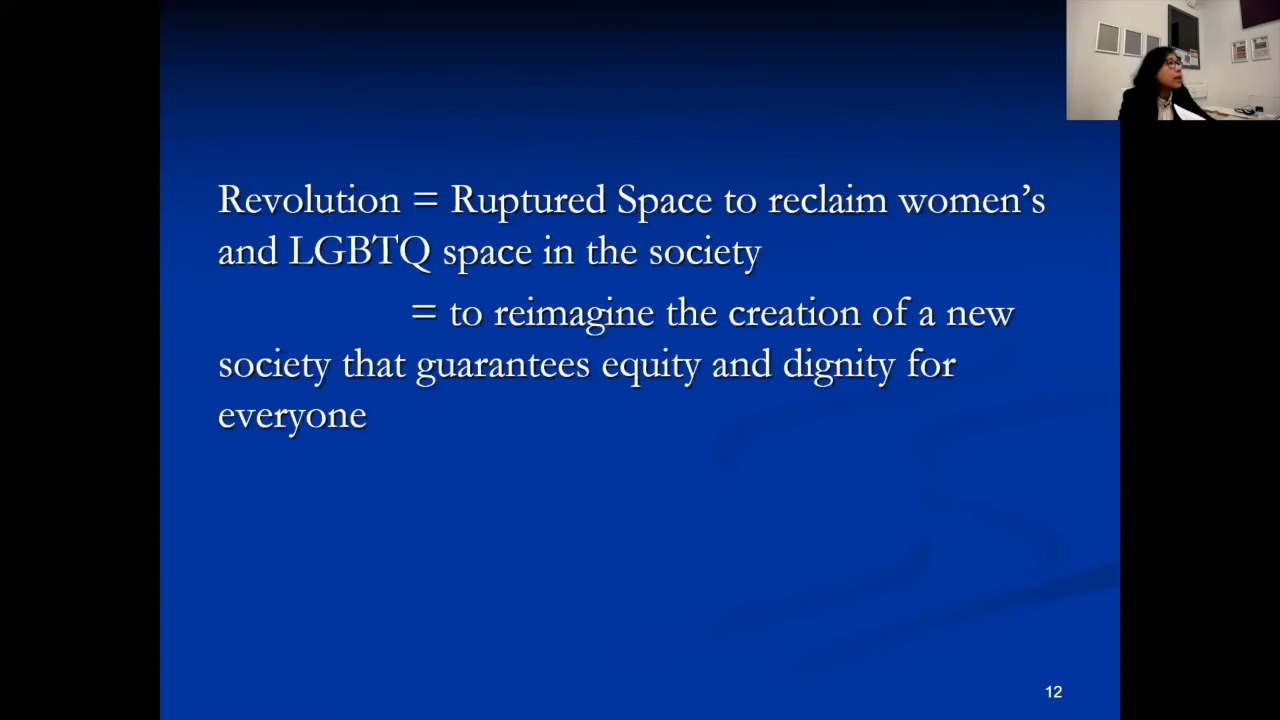 Revolution = Ruptured Space to reclaim women’s
and LGBTQ space in the society
= to reimagine the creation of a new
society that guarantees equity and dignity for
everyone
12